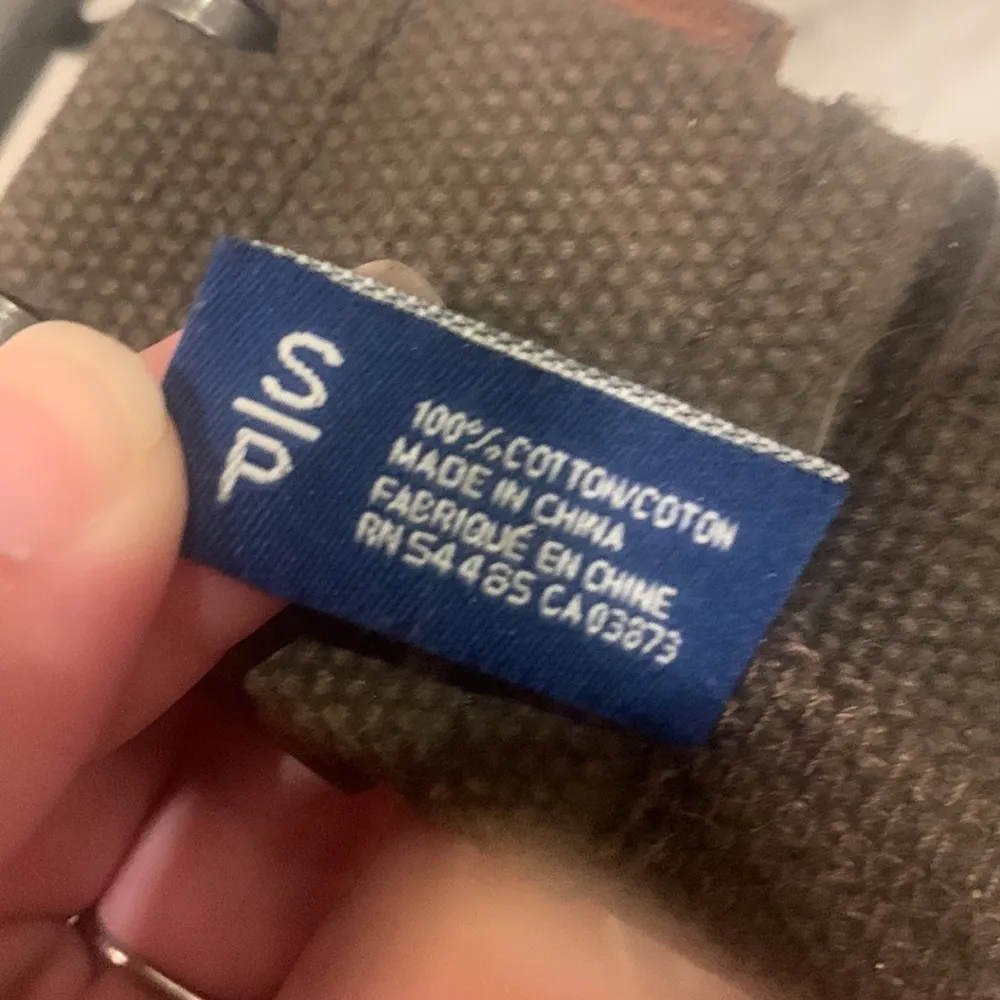 P/S
100% COTTON/COTON
MADE IN CHINA
FABRIQUÉ EN CHINE
RN 54485 CA 03873